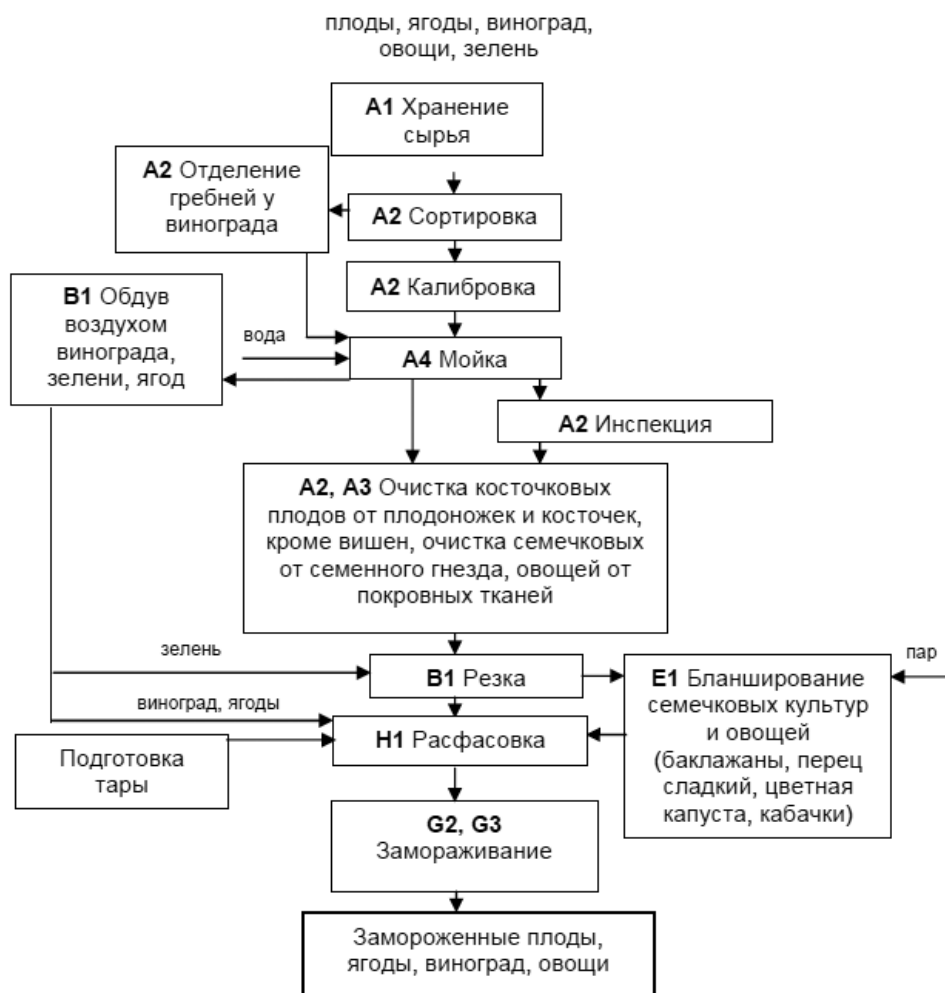 плоды, ягоды, виноград,
овощи, зелень
A1 Хранение
сырья
A2 Отделение
гребней у
винограда
A2 Сортировка
A2 Калибровка
B1 Обдув
воздухом
винограда,
зелени, ягод
вода
A4 Мойка
A2 Инспекция
A2, A3 Очистка косточковых
плодов от плодоножек и косточек,
кроме вишен, очистка семечковых
от семенного гнезда, овощей от
покровных тканей
зелень
B1 Резка
пар
E1 Бланширование
семечковых культур
и овощей
(баклажаны, перец
сладкий, цветная
капуста, кабачки)
виноград, ягоды
H1 Расфасовка
Подготовка
тары
G2, G3
Замораживание
Замороженные плоды,
ягоды, виноград, овощи